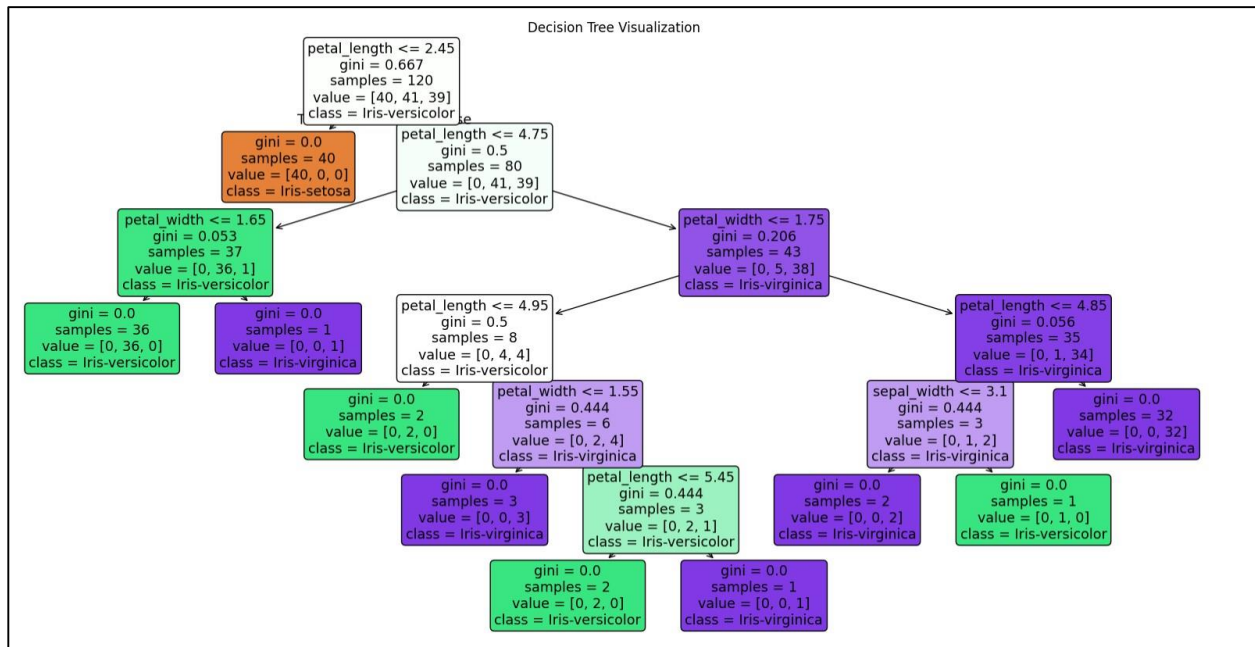 Decision Tree Visualization
petal_length <= 2.45
gini = 0.667
samples = 120
value = [40, 41, 39]
class = Iris-versicolor
gini = 0.0
samples = 40
value = [40, 0, 0]
class = Iris-setosa
petal_length <= 4.75
gini = 0.5
samples = 80
value = [0, 41, 39]
class = Iris-versicolor
petal_width <= 1.65
gini = 0.053
samples = 37
value = [0, 36, 1]
class = Iris-versicolor
petal_width <= 1.75
gini = 0.206
samples = 43
value = [0, 5, 38]
class = Iris-virginica
gini = 0.0
samples = 36
value = [0, 36, 0]
class = Iris-versicolor
gini = 0.0
samples = 1
value = [0, 0, 1]
class = Iris-virginica
petal_length <= 4.95
gini = 0.5
samples = 8
value = [0, 4, 4]
class = Iris-versicolor
petal_length <= 4.85
gini = 0.056
samples = 35
value = [0, 1, 34]
class = Iris-virginica
gini = 0.0
samples = 2
value = [0, 2, 0]
class = Iris-versicolor
petal_width <= 1.55
gini = 0.444
samples = 6
value = [0, 2, 4]
class = Iris-virginica
sepal_width <= 3.1
gini = 0.444
samples = 3
value = [0, 1, 2]
class = Iris-virginica
gini = 0.0
samples = 32
value = [0, 0, 32]
class = Iris-virginica
gini = 0.0
samples = 3
value = [0, 0, 3]
class = Iris-virginica
petal_length <= 5.45
gini = 0.444
samples = 3
value = [0, 2, 1]
class = Iris-versicolor
gini = 0.0
samples = 2
value = [0, 0, 2]
class = Iris-virginica
gini = 0.0
samples = 1
value = [0, 1, 0]
class = Iris-versicolor
gini = 0.0
samples = 2
value = [0, 2, 0]
class = Iris-versicolor
gini = 0.0
samples = 1
value = [0, 0, 1]
class = Iris-virginica